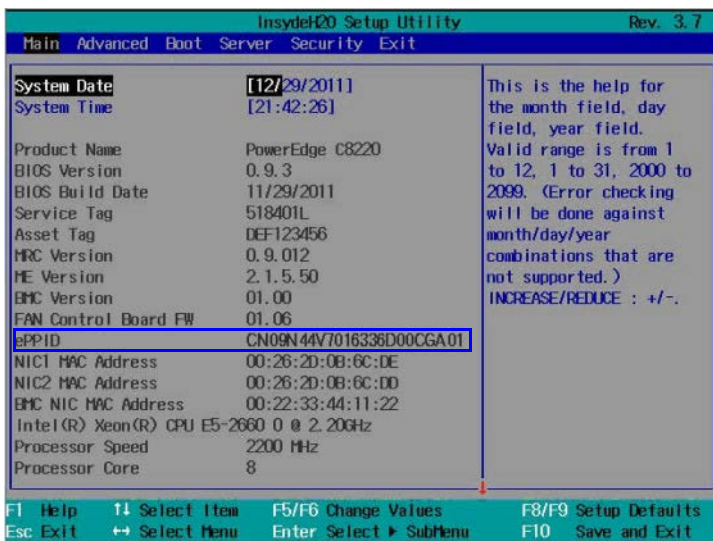 InsydeH2O Setup Utility Rev. 3.7
Main Advanced Boot Server Security Exit
System Date [12/29/2011]
System Time [21:42:26]
Product Name PowerEdge C8220
BIOS Version 0.9.3
BIOS Build Date 11/29/2011
Service Tag 518401L
Asset Tag DEF123456
MRC Version 0.9.012
ME Version 2.1.5.50
BMC Version 01.00
FAN Control Board FW 01.06
ePPID CN09N44V7016336D00CGA01
NIC1 MAC Address 00:26:2D:0B:6C:DE
NIC2 MAC Address 00:26:2D:0B:6C:DD
BMC NIC MAC Address 00:22:33:44:11:22
Intel(R) Xeon(R) CPU E5-2660 0 @ 2.20GHz
Processor Speed 2200 MHz
Processor Core 8
This is the help for
the month field, day
field, year field.
Valid range is from 1
to 12, 1 to 31, 2000 to
2099. (Error checking
will be done against
month/day/year
combinations that are
not supported.)
INCREASE/REDUCE : +/-.
F1 Help ↑↓ Select Item F5/F6 Change Values F8/F9 Setup Defaults
Esc Exit ↔ Select Menu Enter Select ▶ SubMenu F10 Save and Exit